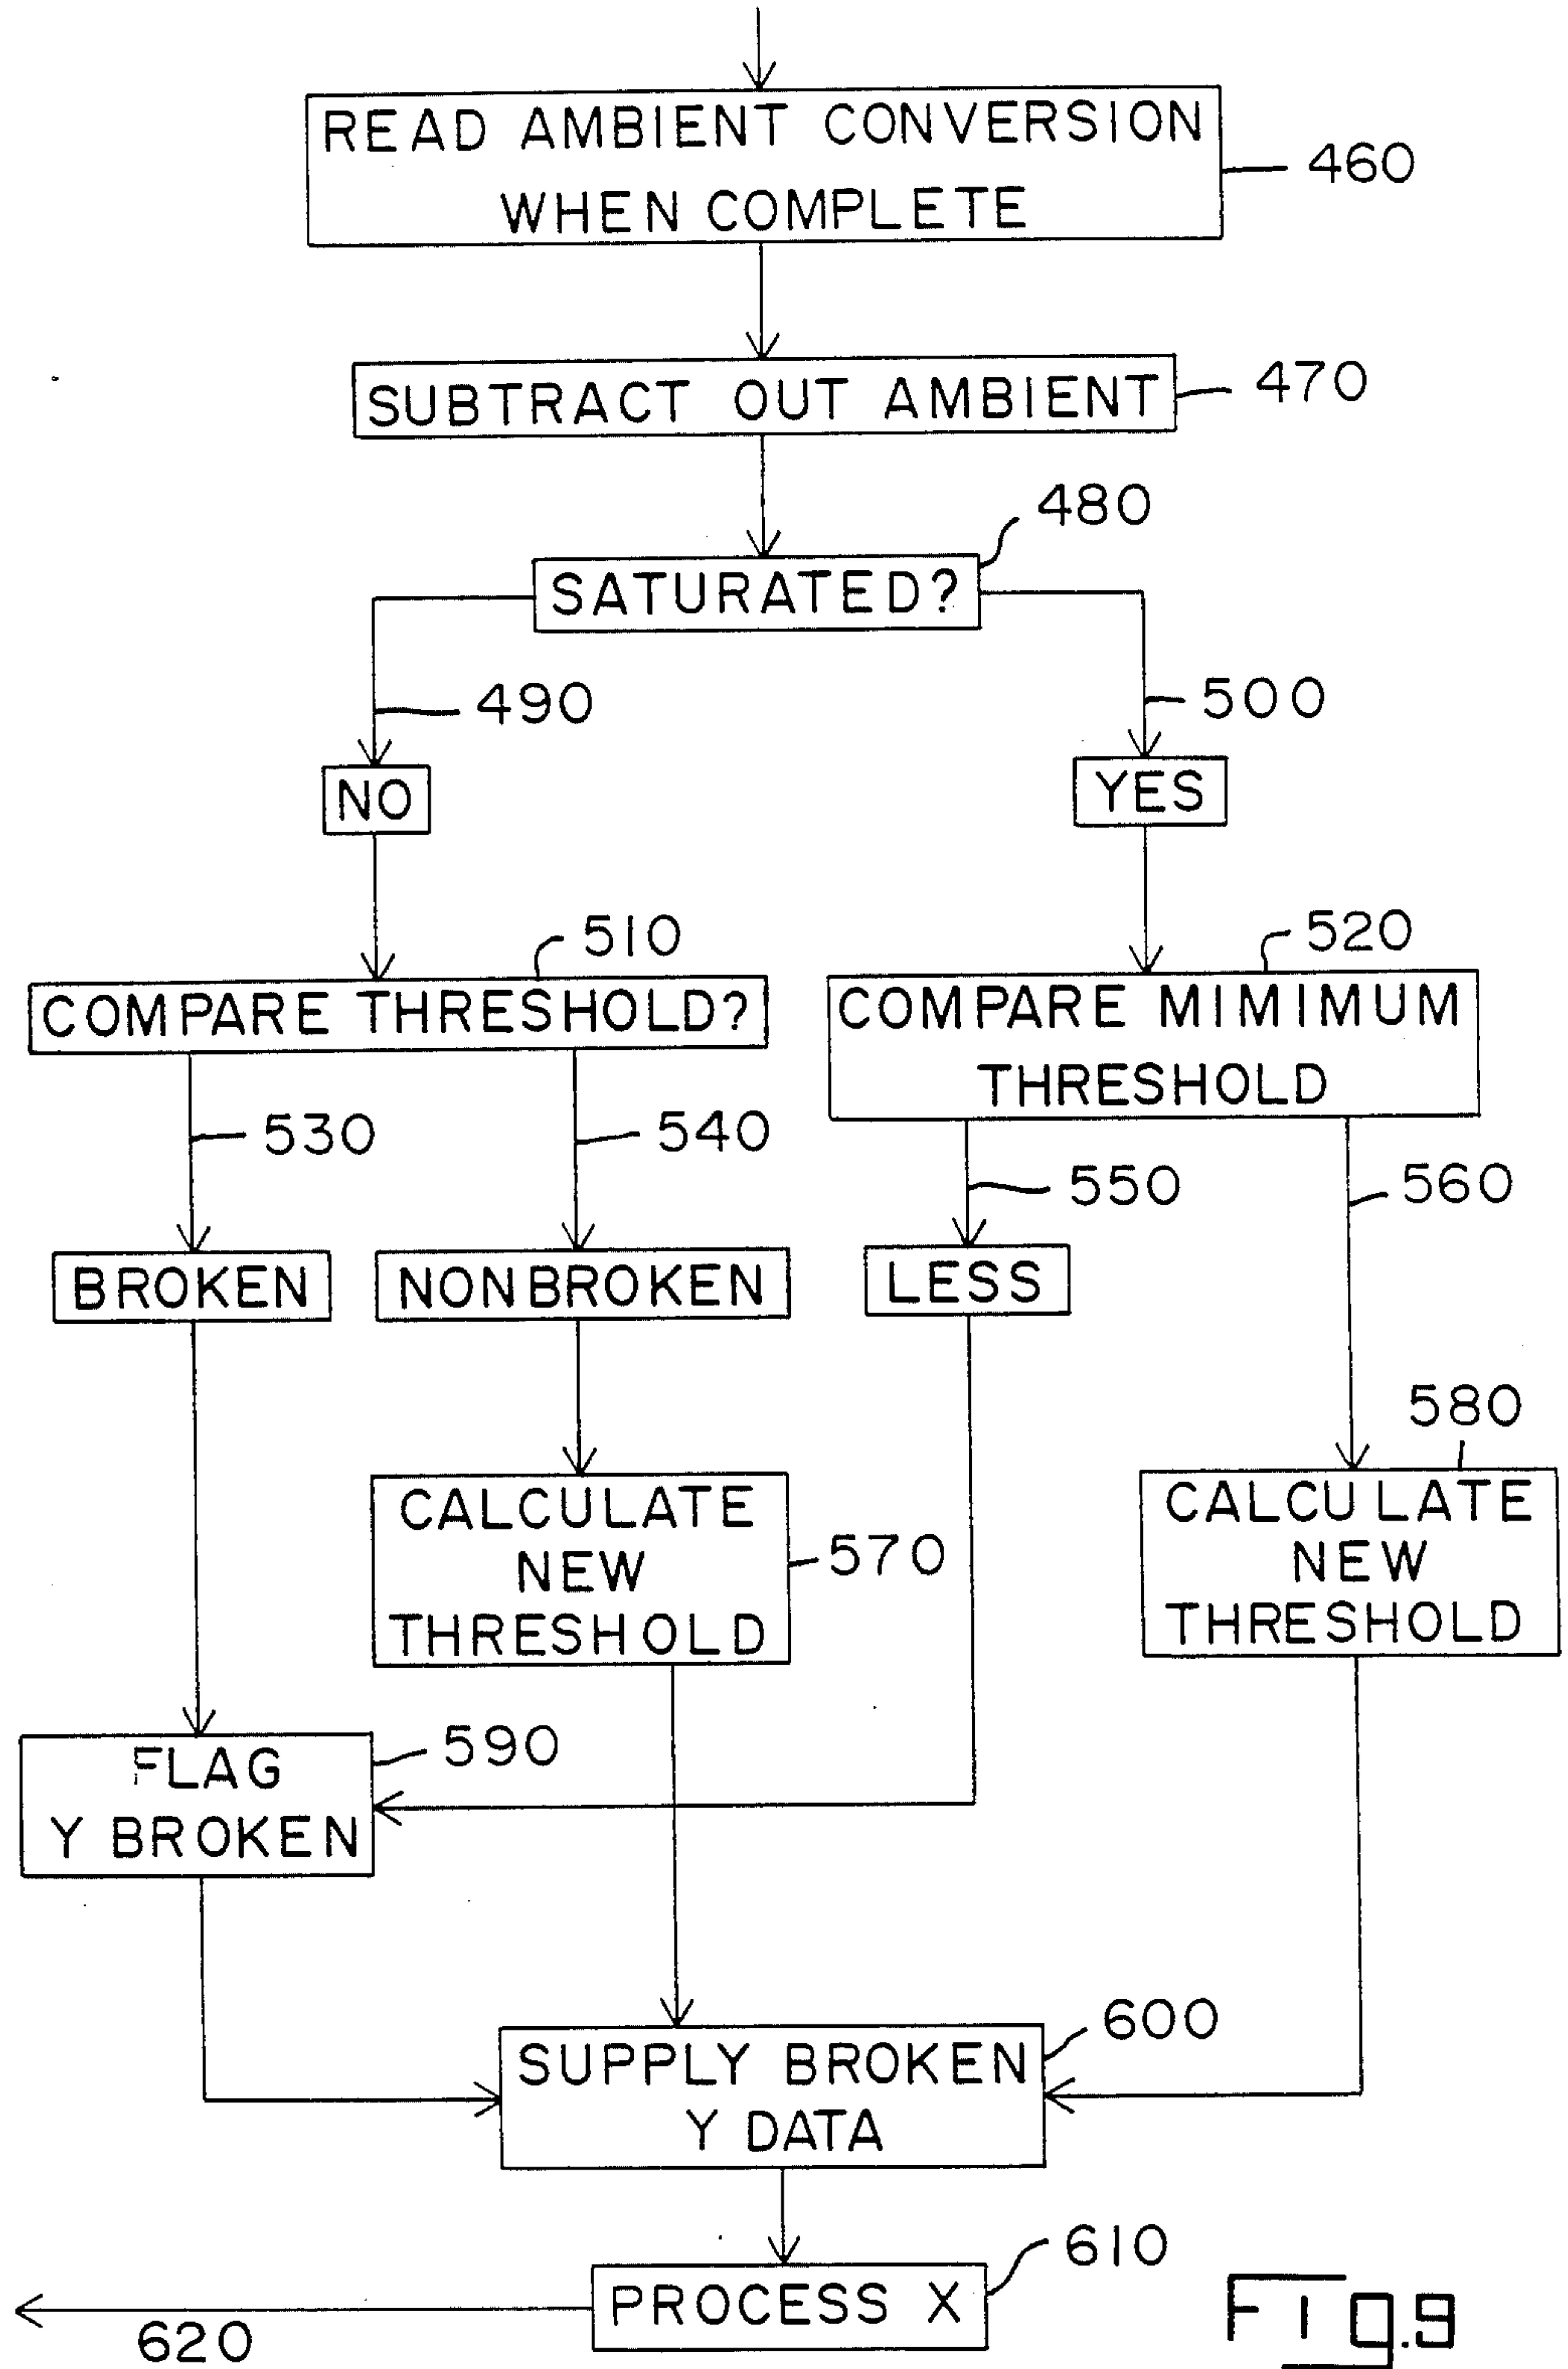 READ AMBIENT CONVERSION
WHEN COMPLETE
460
SUBTRACT OUT AMBIENT
470
480
SATURATED?
490
500
NO
YES
510
520
COMPARE THRESHOLD?
COMPARE MIMIMUM
THRESHOLD
530
540
550
560
BROKEN
NONBROKEN
LESS
580
CALCULATE
NEW
THRESHOLD
570
CALCULATE
NEW
THRESHOLD
FLAG
Y BROKEN
590
600
SUPPLY BROKEN
Y DATA
610
PROCESS X
620
Fig.9